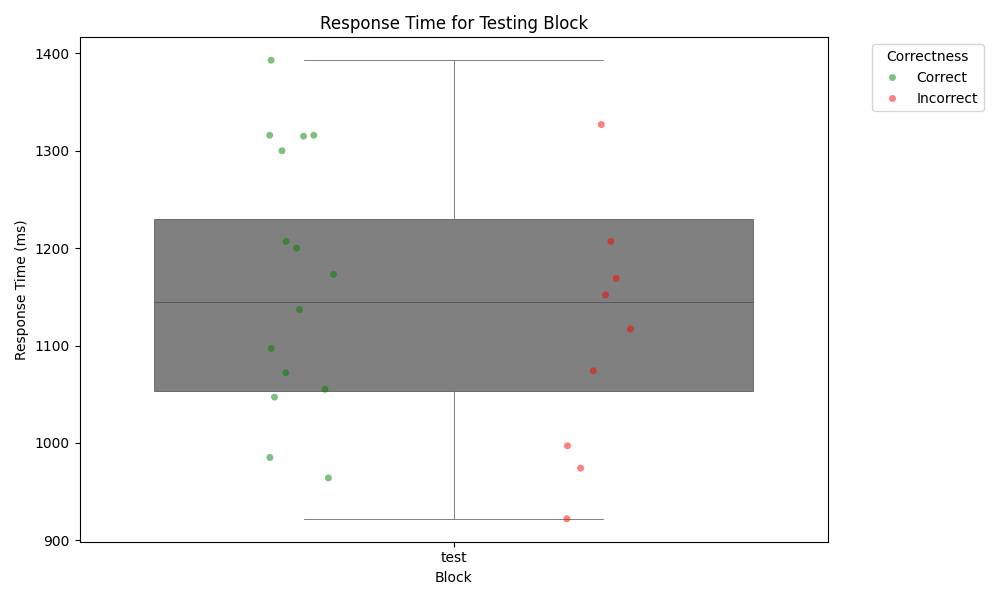 Response Time for Testing Block
Correctness
Correct
Incorrect
Response Time (ms)
1400
1300
1200
1100
1000
900
test
Block